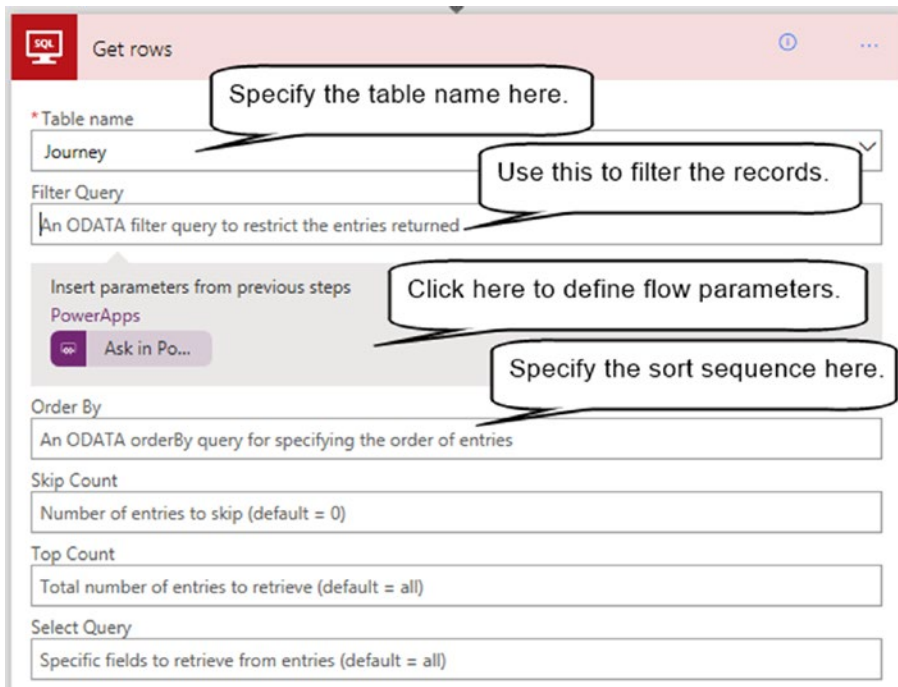 SQL
Get rows
Specify the table name here.
* Table name
Journey
Use this to filter the records.
Filter Query
An ODATA filter query to restrict the entries returned
Insert parameters from previous steps
Click here to define flow parameters.
PowerApps
Ask in Po...
Specify the sort sequence here.
Order By
An ODATA orderBy query for specifying the order of entries
Skip Count
Number of entries to skip (default = 0)
Top Count
Total number of entries to retrieve (default = all)
Select Query
Specific fields to retrieve from entries (default = all)